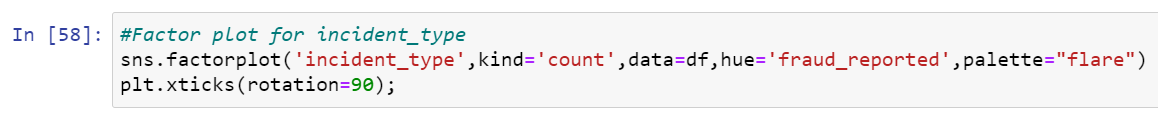 In [58]: #Factor plot for incident_type
sns.factorplot('incident_type',kind='count',data=df,hue='fraud_reported',palette="flare")
plt.xticks(rotation=90);